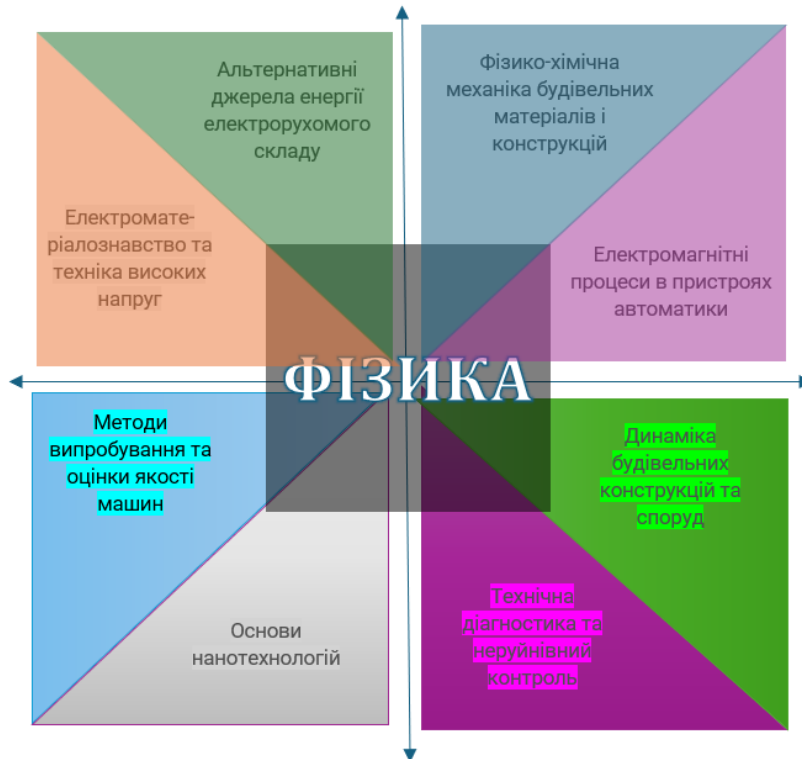 Альтернативні
джерела енергії
електрорухомого
складу
Фізико-хімічна
механіка будівельних
матеріалів і
конструкцій
Електромате-
ріалознавство та
техніка високих
напруг
Електромагнітні
процеси в пристроях
автоматики
ФІЗИКА
Методи
випробування та
оцінки якості
машин
Динаміка
будівельних
конструкцій та
споруд
Основи
нанотехнологій
Технічна
діагностика та
неруйнівний
контроль